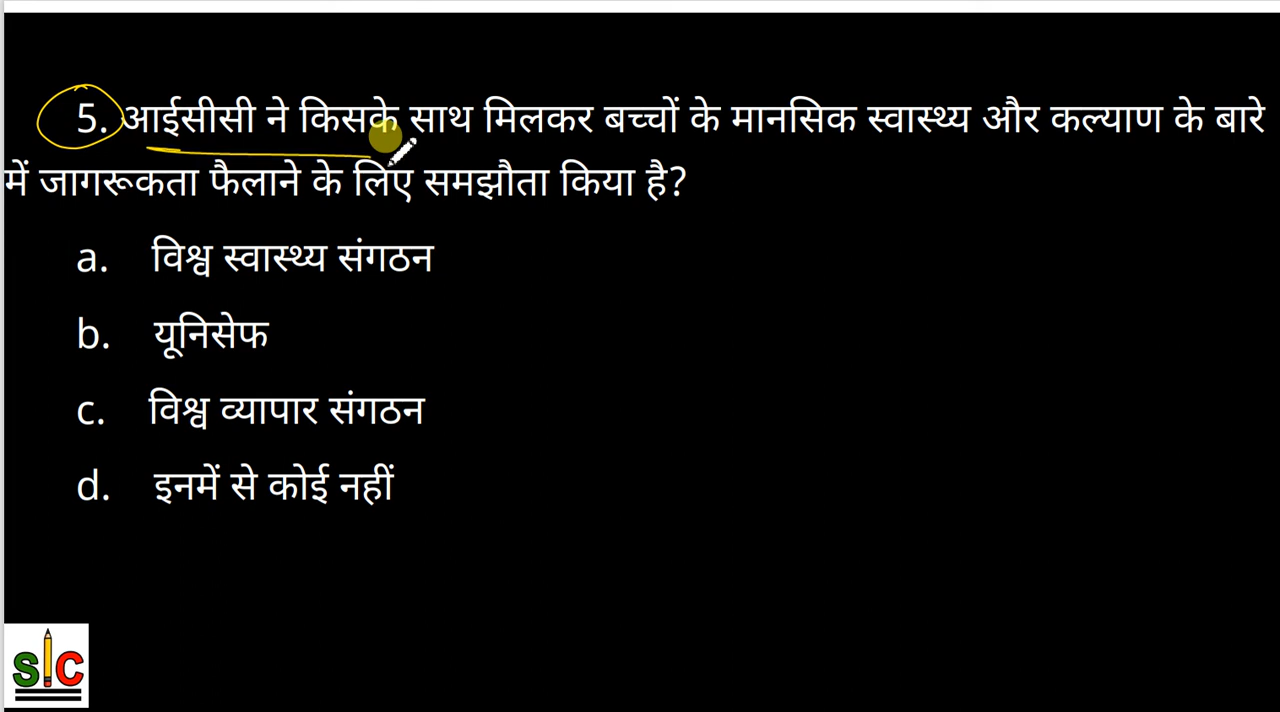 5. आईसीसी ने किसके साथ मिलकर बच्चों के मानसिक स्वास्थ्य और कल्याण के बारे
में जागरूकता फैलाने के लिए समझौता किया है?
a. विश्व स्वास्थ्य संगठन
b. यूनिसेफ
c. विश्व व्यापार संगठन
d. इनमें से कोई नहीं
SIC